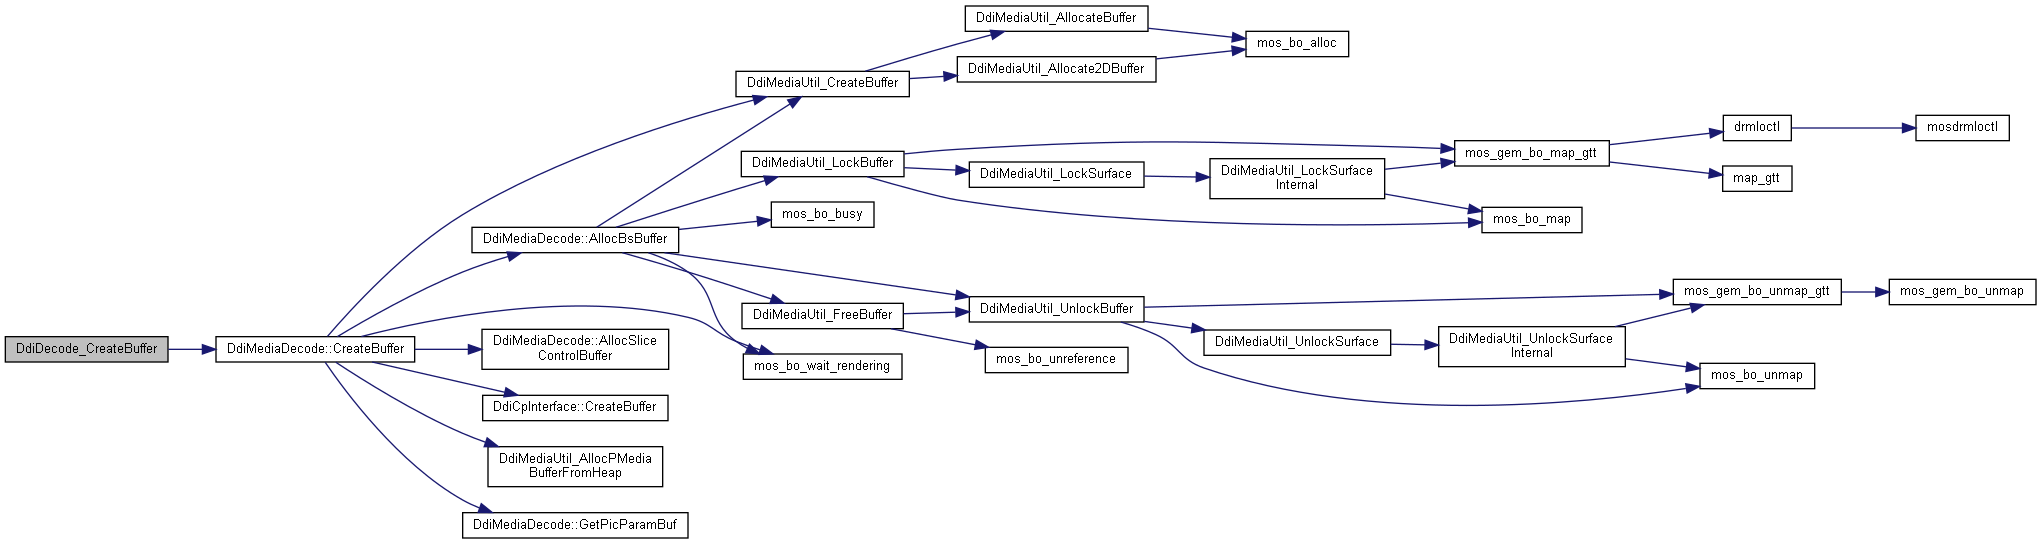 DdiMediaUtil_AllocateBuffer
mos_bo_alloc
DdiMediaUtil_Allocate2DBuffer
DdiMediaUtil_CreateBuffer
drmIoctl
mosdrmIoctl
mos_gem_bo_map_gtt
DdiMediaUtil_LockBuffer
DdiMediaUtil_LockSurface
DdiMediaUtil_LockSurface
Internal
map_gtt
mos_bo_busy
mos_bo_map
DdiMediaDecode::AllocBsBuffer
mos_gem_bo_unmap_gtt
mos_gem_bo_unmap
DdiMediaUtil_UnlockBuffer
DdiMediaUtil_FreeBuffer
DdiMediaUtil_UnlockSurface
DdiMediaUtil_UnlockSurface
Internal
DdiDecode_CreateBuffer
DdiMediaDecode::CreateBuffer
DdiMediaDecode::AllocSlice
ControlBuffer
mos_bo_unreference
mos_bo_wait_rendering
mos_bo_unmap
DdiCpInterface::CreateBuffer
DdiMediaUtil_AllocPMedia
BufferFromHeap
DdiMediaDecode::GetPicParamBuf